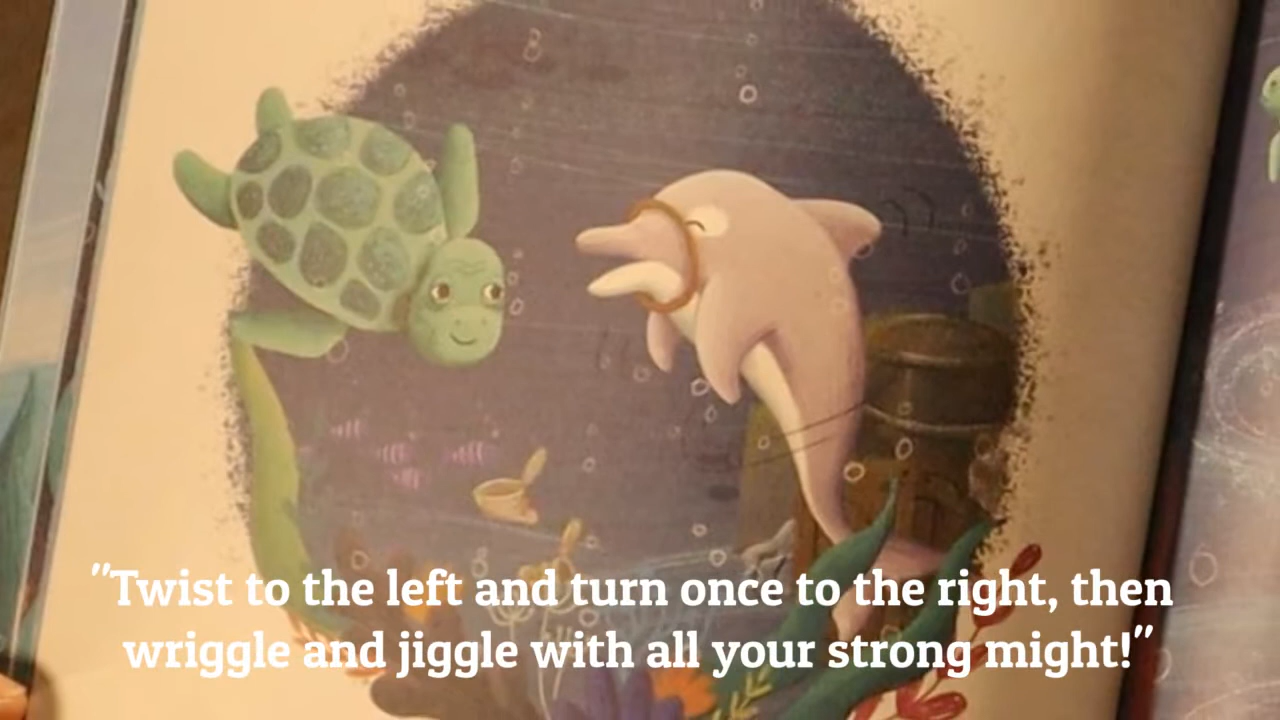 "Twist to the left and turn once to the right, then
wriggle and jiggle with all your strong might!"